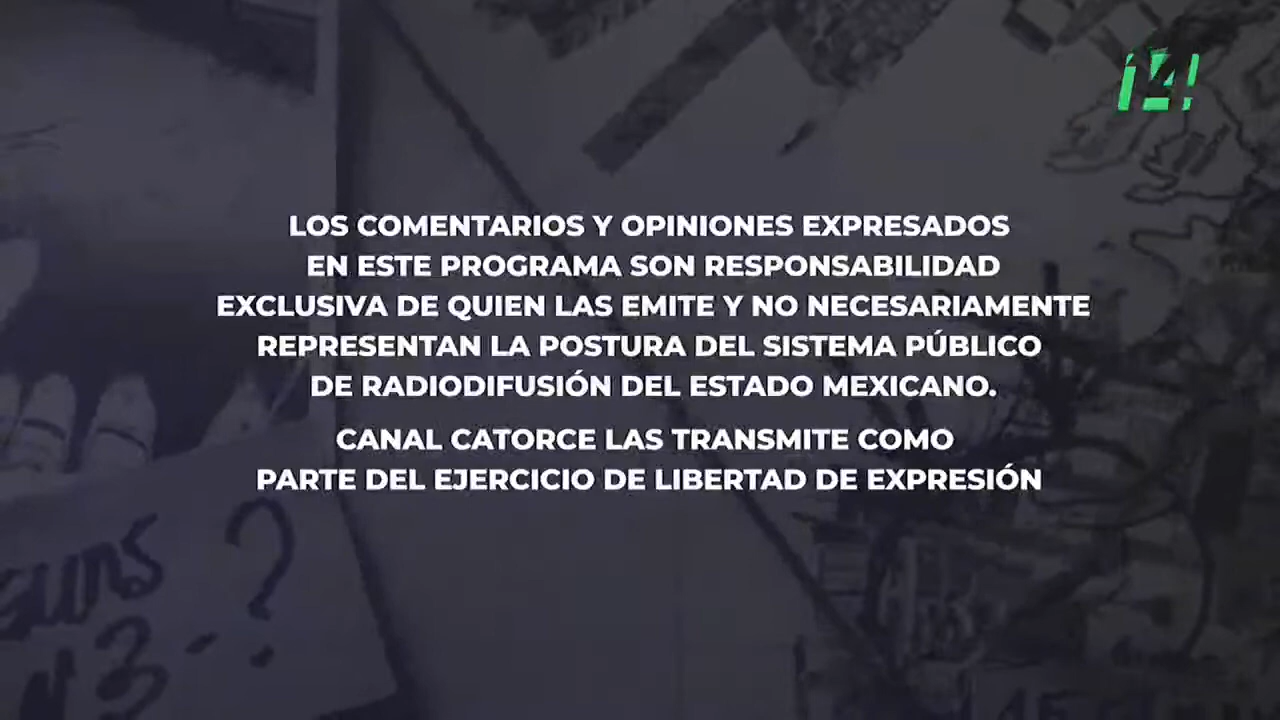 14!
LOS COMENTARIOS Y OPINIONES EXPRESADOS
EN ESTE PROGRAMA SON RESPONSABILIDAD
EXCLUSIVA DE QUIEN LAS EMITE Y NO NECESARIAMENTE
REPRESENTAN LA POSTURA DEL SISTEMA PÚBLICO
DE RADIODIFUSIÓN DEL ESTADO MEXICANO.
CANAL CATORCE LAS TRANSMITE COMO
PARTE DEL EJERCICIO DE LIBERTAD DE EXPRESIÓN